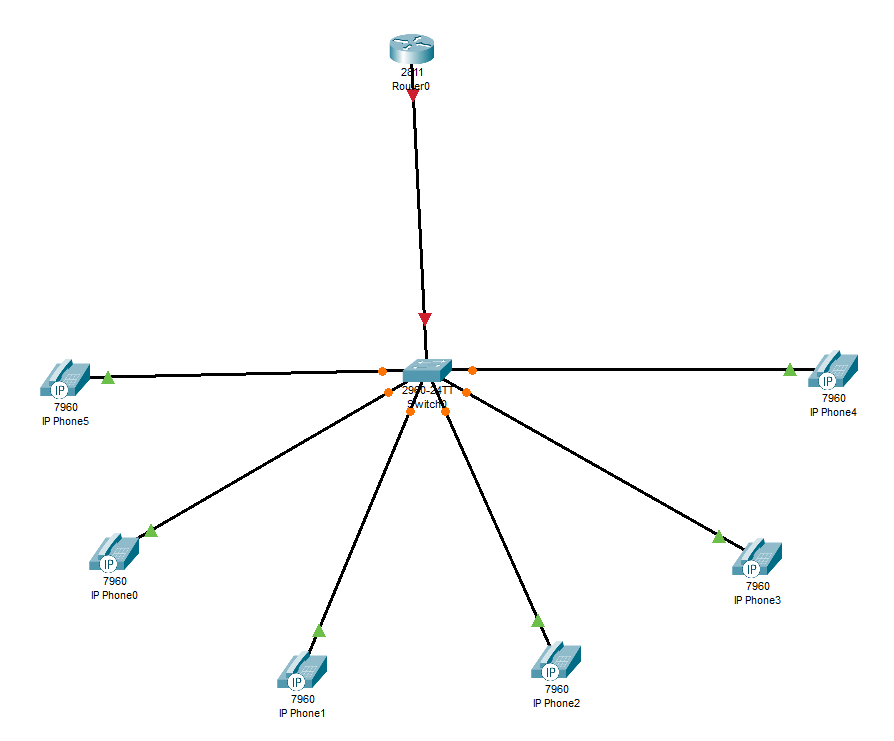 2811
Router0
2960-24TT
Switch0
IP
7960
IP Phone5
7960
IP Phone4
IP
IP
7960
IP Phone0
IP
7960
IP Phone3
IP
7960
IP Phone1
IP
7960
IP Phone2